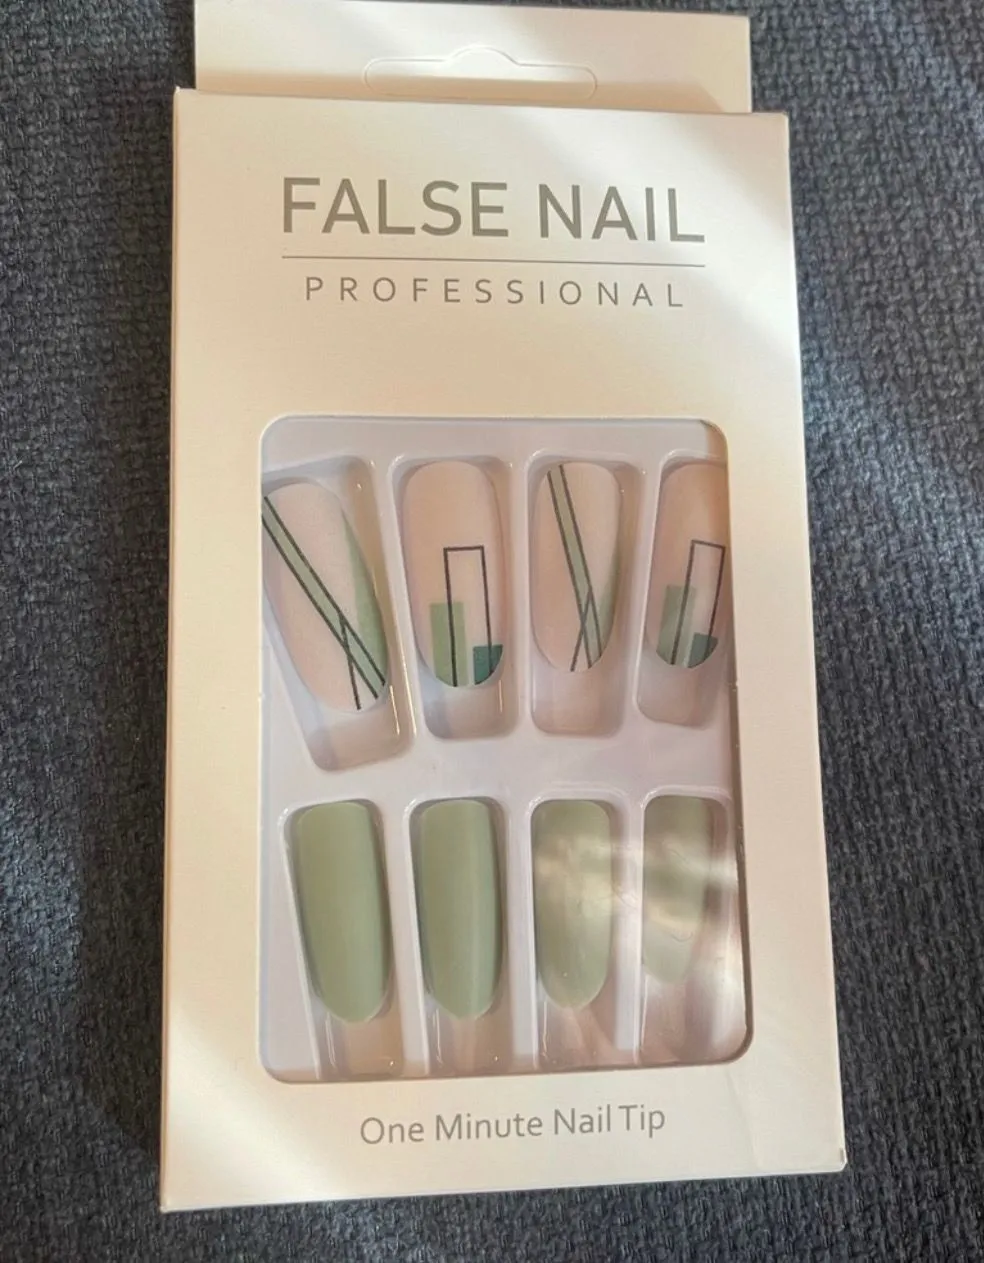 FALSE NAIL
PROFESSIONAL
One Minute Nail Tip